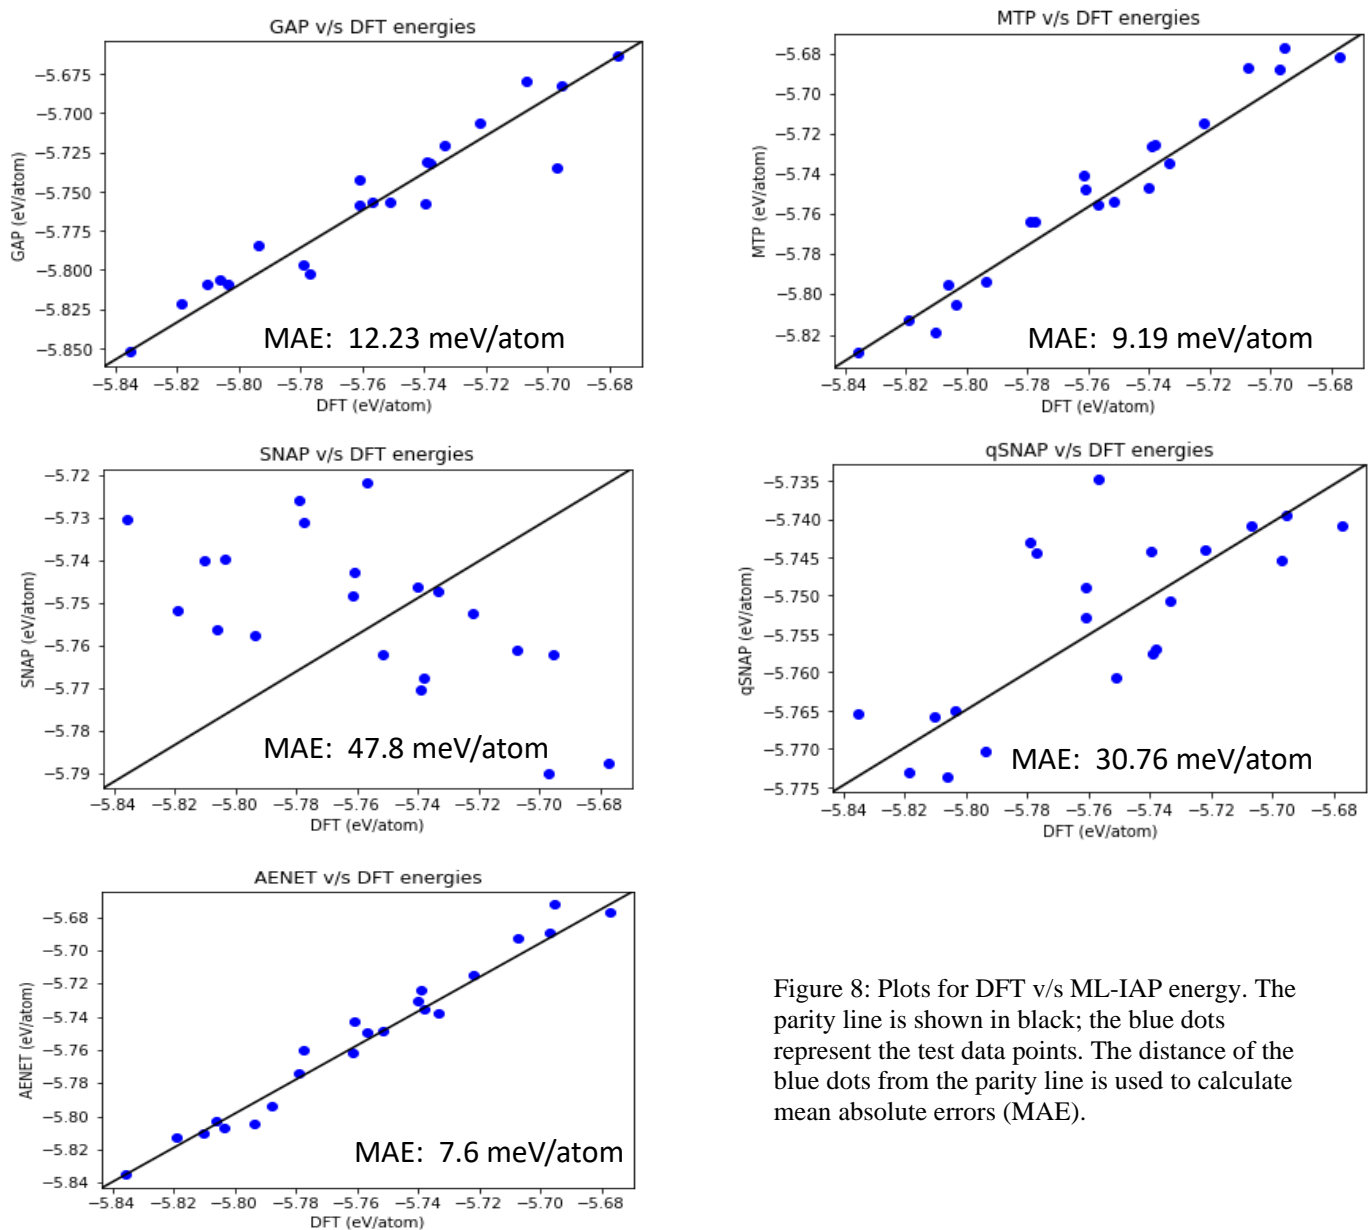 GAP v/s DFT energies
−5.675
−5.700
−5.725
−5.750
−5.775
−5.800
−5.825
−5.850
GAP (eV/atom)
MAE:  12.23 meV/atom
−5.84 −5.82 −5.80 −5.78 −5.76 −5.74 −5.72 −5.70 −5.68
DFT (eV/atom)
MTP v/s DFT energies
−5.68
−5.70
−5.72
−5.74
−5.76
−5.78
−5.80
−5.82
MTP (eV/atom)
MAE:  9.19 meV/atom
−5.84 −5.82 −5.80 −5.78 −5.76 −5.74 −5.72 −5.70 −5.68
DFT (eV/atom)
SNAP v/s DFT energies
−5.72
−5.73
−5.74
−5.75
−5.76
−5.77
−5.78
−5.79
SNAP (eV/atom)
MAE:  47.8 meV/atom
−5.84 −5.82 −5.80 −5.78 −5.76 −5.74 −5.72 −5.70 −5.68
DFT (eV/atom)
qSNAP v/s DFT energies
−5.735
−5.740
−5.745
−5.750
−5.755
−5.760
−5.765
−5.770
−5.775
qSNAP (eV/atom)
MAE:  30.76 meV/atom
−5.84 −5.82 −5.80 −5.78 −5.76 −5.74 −5.72 −5.70 −5.68
DFT (eV/atom)
AENET v/s DFT energies
−5.68
−5.70
−5.72
−5.74
−5.76
−5.78
−5.80
−5.82
−5.84
AENET (eV/atom)
MAE:  7.6 meV/atom
−5.84 −5.82 −5.80 −5.78 −5.76 −5.74 −5.72 −5.70 −5.68
DFT (eV/atom)
Figure 8: Plots for DFT v/s ML-IAP energy. The
parity line is shown in black; the blue dots
represent the test data points. The distance of the
blue dots from the parity line is used to calculate
mean absolute errors (MAE).